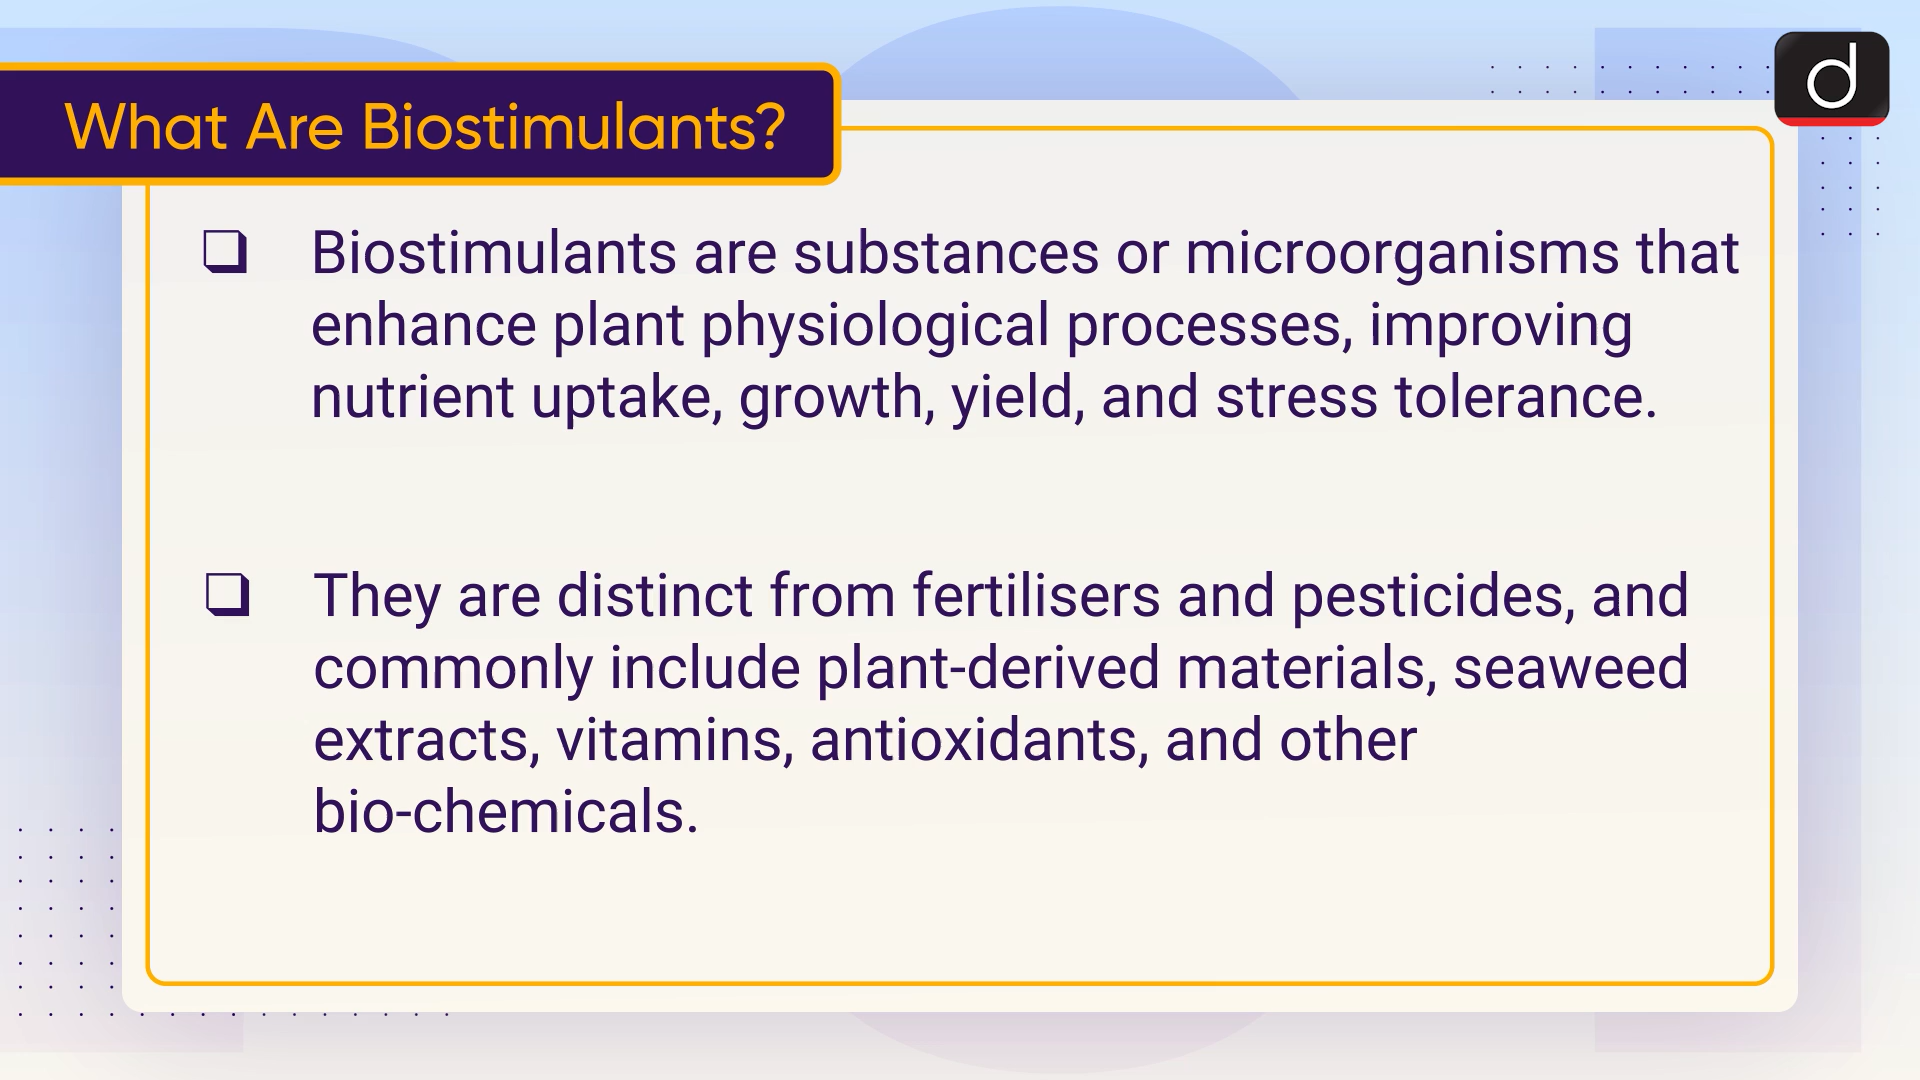 What Are Biostimulants?
d
❏ Biostimulants are substances or microorganisms that
enhance plant physiological processes, improving
nutrient uptake, growth, yield, and stress tolerance.
❏ They are distinct from fertilisers and pesticides, and
commonly include plant-derived materials, seaweed
extracts, vitamins, antioxidants, and other
bio-chemicals.